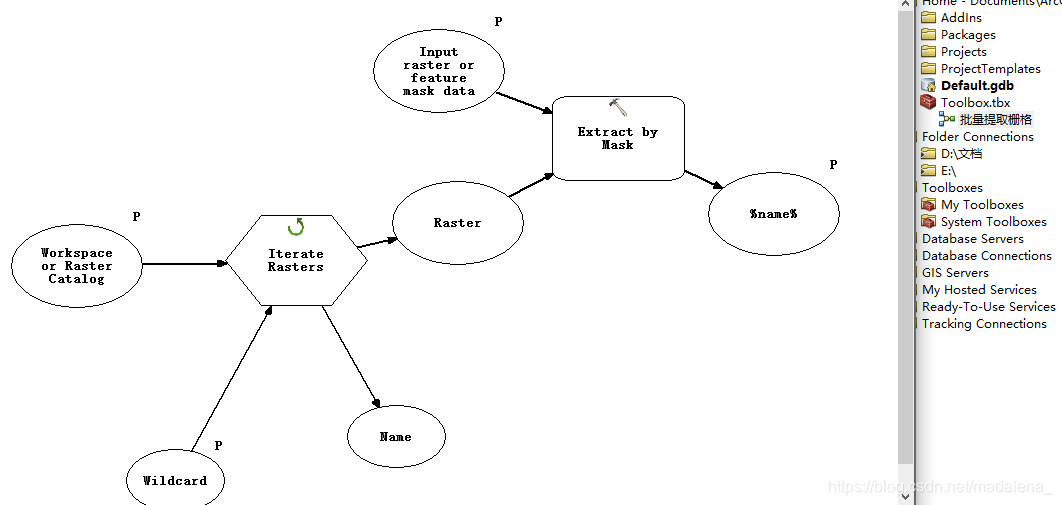 P
Input
raster or
feature
mask data
Extract by
Mask
P
%name%
Raster
P
Workspace
or Raster
Catalog
Iterate
Rasters
Name
P
Wildcard
Home - Documents\ArcG
AddIns
Packages
Projects
ProjectTemplates
Default.gdb
Toolbox.tbx
批量提取栅格
Folder Connections
D:\文档
E:\
Toolboxes
My Toolboxes
System Toolboxes
Database Servers
Database Connections
GIS Servers
My Hosted Services
Ready-To-Use Services
Tracking Connections
https://blog.csdn.net/madalena_